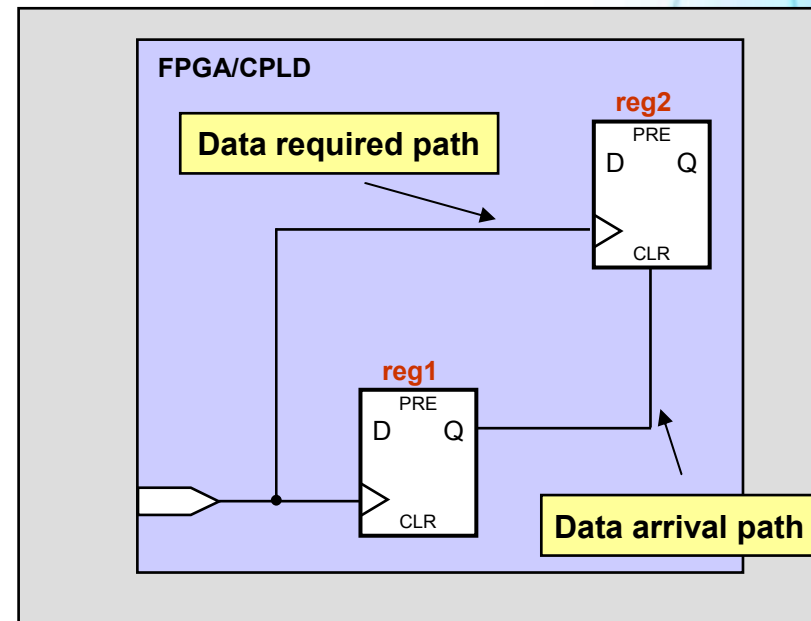 FPGA/CPLD
reg2
Data required path
PRE
D Q
CLR
reg1
PRE
D Q
CLR
Data arrival path